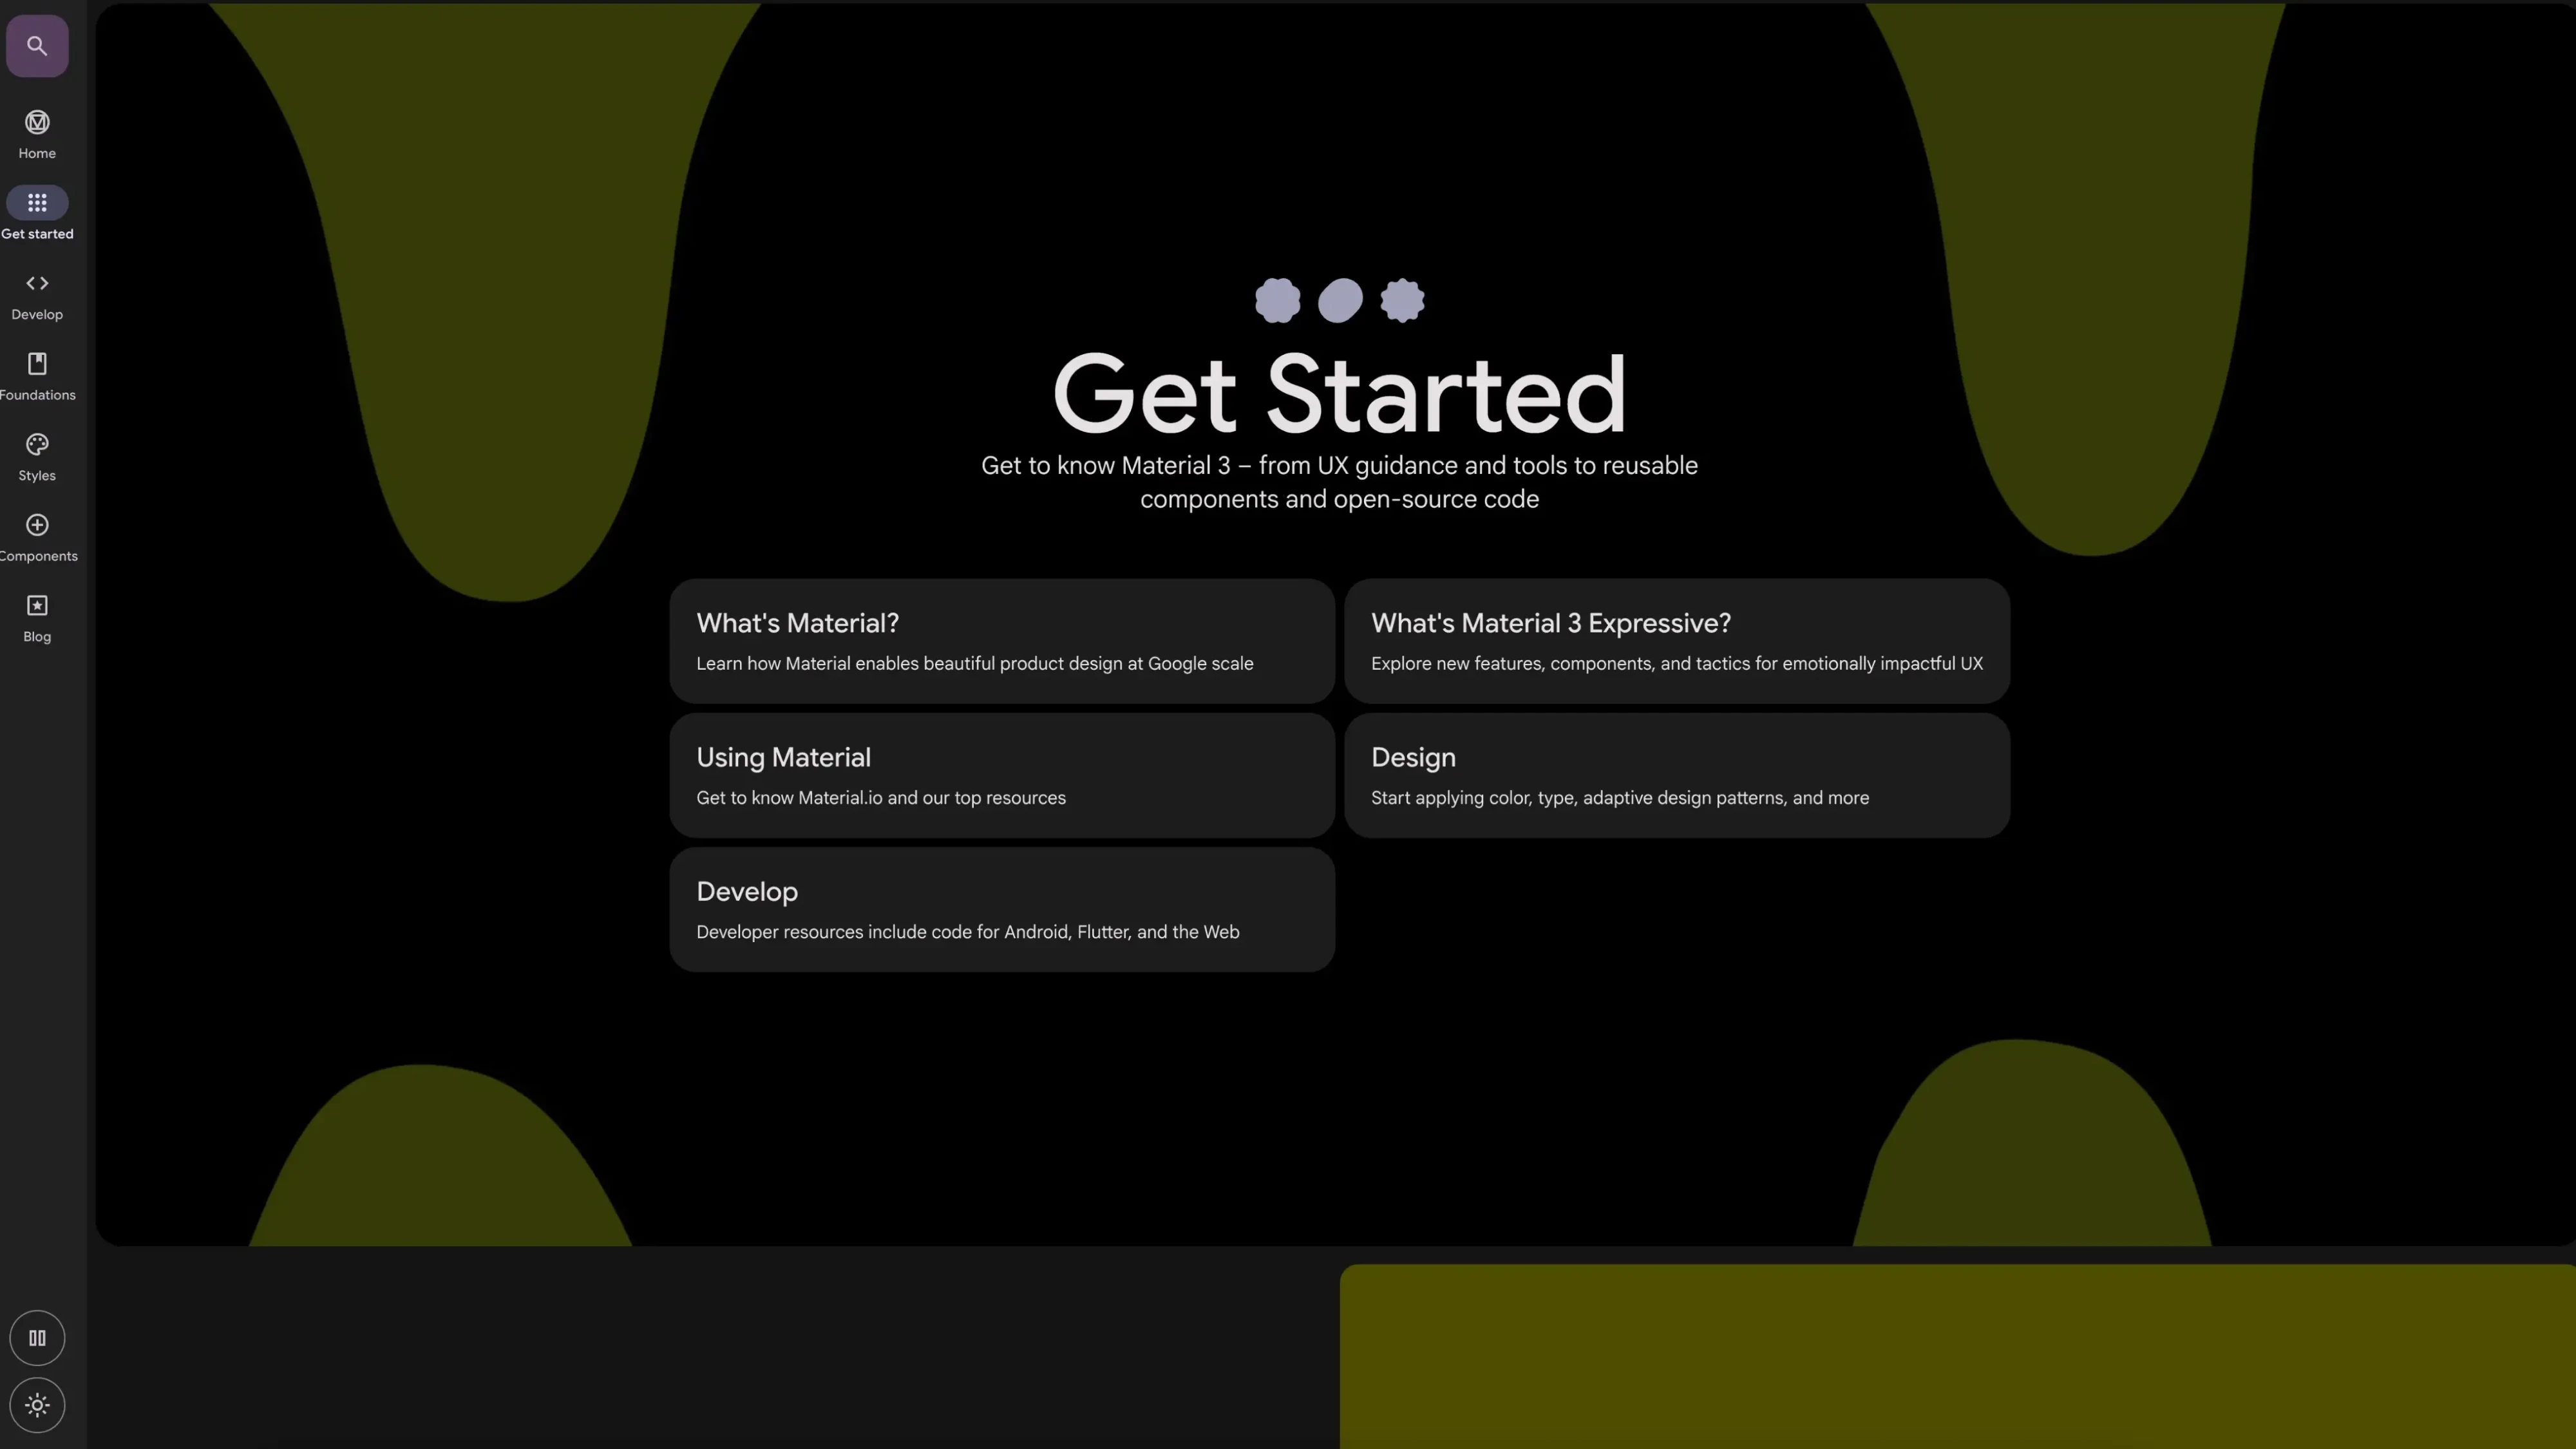 Home
Get started
Develop
Foundations
Styles
Components
Blog
Get Started
Get to know Material 3 – from UX guidance and tools to reusable
components and open-source code
What's Material?
Learn how Material enables beautiful product design at Google scale
What's Material 3 Expressive?
Explore new features, components, and tactics for emotionally impactful UX
Using Material
Get to know Material.io and our top resources
Design
Start applying color, type, adaptive design patterns, and more
Develop
Developer resources include code for Android, Flutter, and the Web